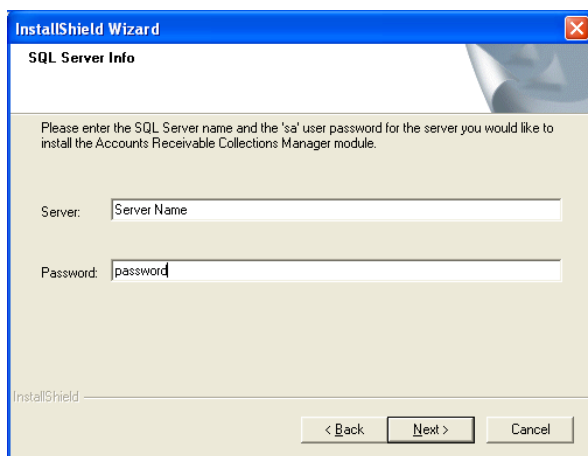 InstallShield Wizard
SQL Server Info
Please enter the SQL Server name and the 'sa' user password for the server you would like to
install the Accounts Receivable Collections Manager module.
Server: Server Name
Password: password
InstallShield
< Back Next > Cancel